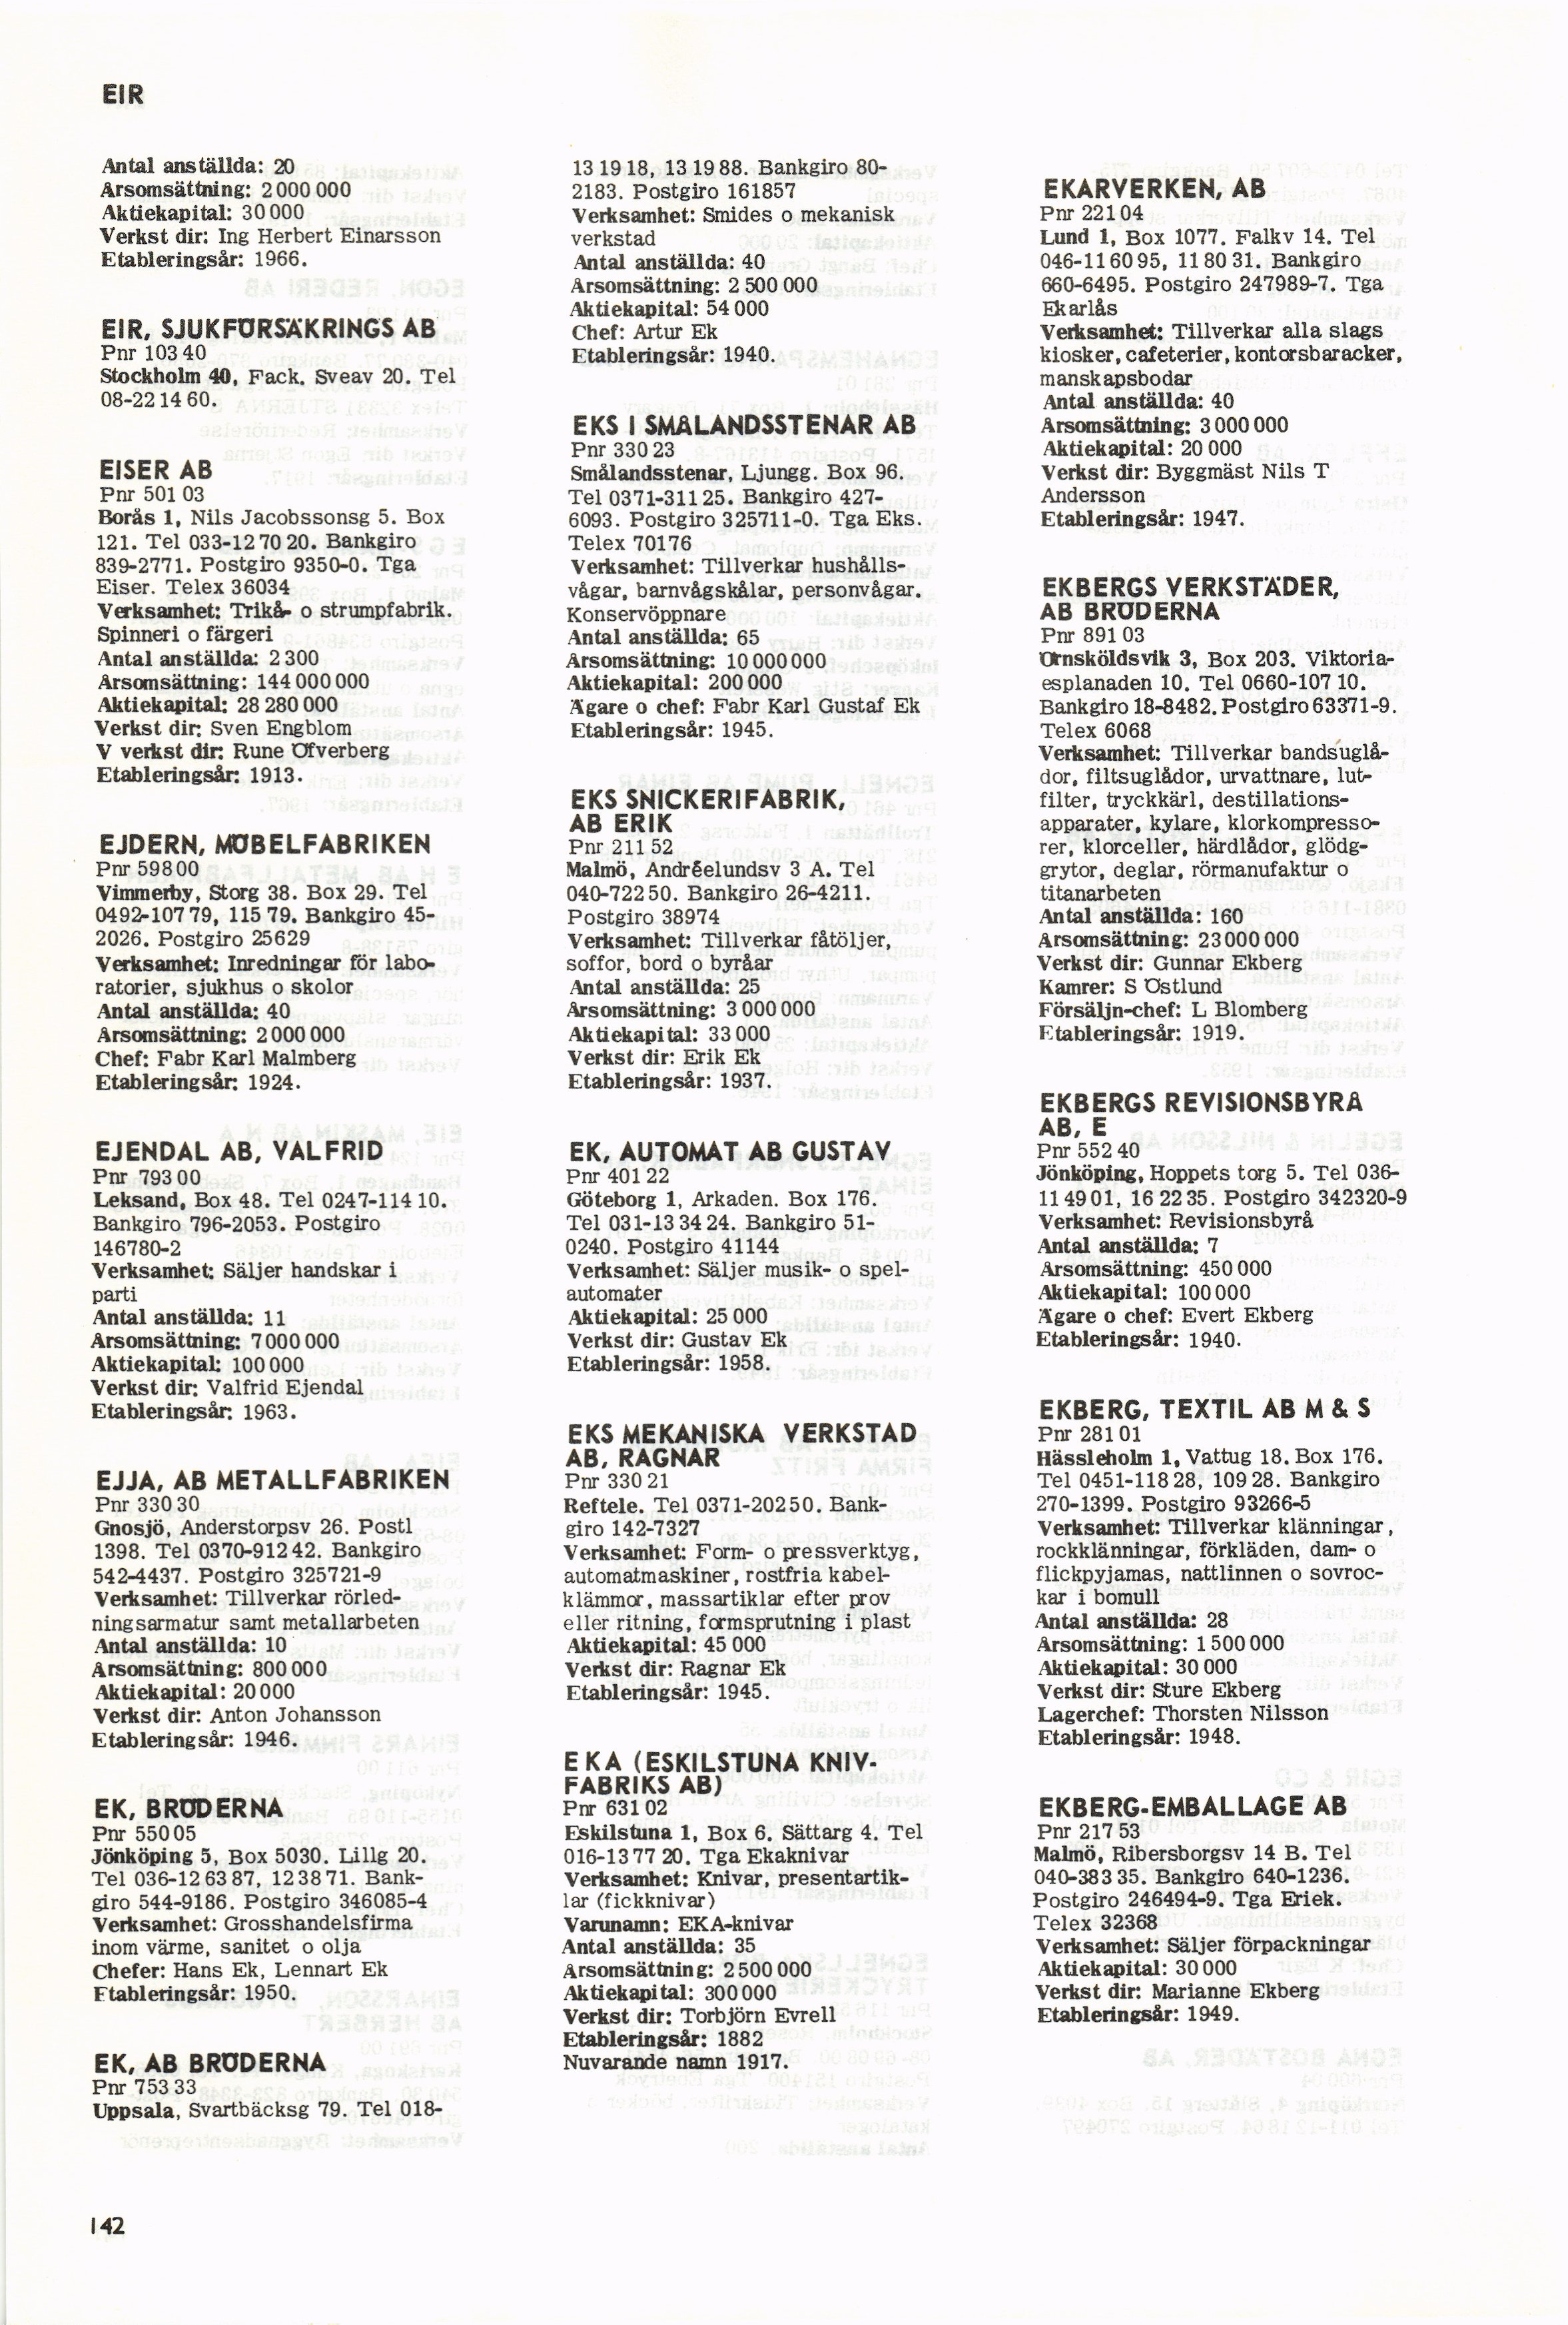 EIR
Antal anställda: 20
Årsomsättning: 2 000 000
Aktiekapital: 30 000
Verkst dir: Ing Herbert Einarsson
Etableringsår: 1966.
EIR, SJUKFÖRSÄKRINGS AB
Pnr 103 40
Stockholm 40, Fack. Sveav 20. Tel
08-22 14 60.
EISER AB
Pnr 501 03
Borås 1, Nils Jacobssonsg 5. Box
121. Tel 033-12 70 20. Bankgiro
839-2771. Postgiro 9350-0. Tga
Eiser. Telex 36034
Verksamhet: Trikå- o strumpfabrik.
Spinneri o färgeri
Antal anställda: 2 300
Årsomsättning: 144 000 000
Aktiekapital: 28 280 000
Verkst dir: Sven Engblom
V verkst dir: Rune Öfverberg
Etableringsår: 1913.
EJDERN, MÖBELFABRIKEN
Pnr 598 00
Vimmerby, Storg 38. Box 29. Tel
0492-107 79, 115 79. Bankgiro 45-
2026. Postgiro 25629
Verksamhet: Inredningar för labo-
ratorier, sjukhus o skolor
Antal anställda: 40
Årsomsättning: 2 000 000
Chef: Fabr Karl Malmberg
Etableringsår: 1924.
EJENDAL AB, VALFRID
Pnr 793 00
Leksand, Box 48. Tel 0247-114 10.
Bankgiro 796-2053. Postgiro
146780-2
Verksamhet: Säljer handskar i
parti
Antal anställda: 11
Årsomsättning: 7 000 000
Aktiekapital: 100 000
Verkst dir: Valfrid Ejendal
Etableringsår: 1963.
EJJA, AB METALLFABRIKEN
Pnr 330 30
Gnosjö, Anderstorpsv 26. Postl
1398. Tel 0370-912 42. Bankgiro
542-4437. Postgiro 325721-9
Verksamhet: Tillverkar rörled-
ningsarmatur samt metallarbeten
Antal anställda: 10
Årsomsättning: 800 000
Aktiekapital: 20 000
Verkst dir: Anton Johansson
Etableringsår: 1946.
EK, BRÖDERNA
Pnr 550 05
Jönköping 5, Box 5030. Lillg 20.
Tel 036-12 63 87, 12 38 71. Bank-
giro 544-9186. Postgiro 346085-4
Verksamhet: Grosshandelsfirma
inom värme, sanitet o olja
Chefer: Hans Ek, Lennart Ek
Etableringsår: 1950.
EK, AB BRÖDERNA
Pnr 753 33
Uppsala, Svartbäcksg 79. Tel 018-
142
13 19 18, 13 19 88. Bankgiro 80-
2183. Postgiro 161857
Verksamhet: Smides o mekanisk
verkstad
Antal anställda: 40
Årsomsättning: 2 500 000
Aktiekapital: 54 000
Chef: Artur Ek
Etableringsår: 1940.
EKS I SMÅLANDSSTENAR AB
Pnr 330 23
Smålandsstenar, Ljungg. Box 96.
Tel 0371-311 25. Bankgiro 427-
6093. Postgiro 325711-0. Tga Eks.
Telex 70176
Verksamhet: Tillverkar hushålls-
vågar, barnvågskålar, personvågar.
Konservöppnare
Antal anställda: 65
Årsomsättning: 10 000 000
Aktiekapital: 200 000
Ägare o chef: Fabr Karl Gustaf Ek
Etableringsår: 1945.
EKS SNICKERIFABRIK,
AB ERIK
Pnr 211 52
Malmö, Andréelundsv 3 A. Tel
040-722 50. Bankgiro 26-4211.
Postgiro 38974
Verksamhet: Tillverkar fåtöljer,
soffor, bord o byråar
Antal anställda: 25
Årsomsättning: 3 000 000
Aktiekapital: 33 000
Verkst dir: Erik Ek
Etableringsår: 1937.
EK, AUTOMAT AB GUSTAV
Pnr 401 22
Göteborg 1, Arkaden. Box 176.
Tel 031-13 34 24. Bankgiro 51-
0240. Postgiro 41144
Verksamhet: Säljer musik- o spel-
automater
Aktiekapital: 25 000
Verkst dir: Gustav Ek
Etableringsår: 1958.
EKS MEKANISKA VERKSTAD
AB, RAGNAR
Pnr 330 21
Reftele. Tel 0371-202 50. Bank-
giro 142-7327
Verksamhet: Form- o pressverktyg,
automatmaskiner, rostfria kabel-
klämmor, massartiklar efter prov
eller ritning, formsprutning i plast
Aktiekapital: 45 000
Verkst dir: Ragnar Ek
Etableringsår: 1945.
EKA (ESKILSTUNA KNIV-
FABRIKS AB)
Pnr 631 02
Eskilstuna 1, Box 6. Sättarg 4. Tel
016-13 77 20. Tga Ekaknivar
Verksamhet: Knivar, presentartik-
lar (fickknivar)
Varunamn: EKA-knivar
Antal anställda: 35
Årsomsättning: 2 500 000
Aktiekapital: 300 000
Verkst dir: Torbjörn Evrell
Etableringsår: 1882
Nuvarande namn 1917.
EKARVERKEN, AB
Pnr 221 04
Lund 1, Box 1077. Falkv 14. Tel
046-11 60 95, 11 80 31. Bankgiro
660-6495. Postgiro 247989-7. Tga
Ekarlås
Verksamhet: Tillverkar alla slags
kiosker, cafeterier, kontorsbaracker,
manskapsbodar
Antal anställda: 40
Årsomsättning: 3 000 000
Aktiekapital: 20 000
Verkst dir: Byggmäst Nils T
Andersson
Etableringsår: 1947.
EKBERGS VERKSTÄDER,
AB BRÖDERNA
Pnr 891 03
Örnsköldsvik 3, Box 203. Viktoria-
esplanaden 10. Tel 0660-107 10.
Bankgiro 18-8482. Postgiro 63371-9.
Telex 6068
Verksamhet: Tillverkar bandsuglå-
dor, filtsuglådor, urvattnare, lut-
filter, tryckkärl, destillations-
apparater, kylare, klorkompresso-
rer, klorceller, härdlådor, glödg-
grytor, deglar, rörmanufaktur o
titanarbeten
Antal anställda: 160
Årsomsättning: 23 000 000
Verkst dir: Gunnar Ekberg
Kamrer: S Östlund
Försäljn-chef: L Blomberg
Etableringsår: 1919.
EKBERGS REVISIONSBYRÅ
AB, E
Pnr 552 40
Jönköping, Hoppets torg 5. Tel 036-
11 49 01, 16 22 35. Postgiro 342320-9
Verksamhet: Revisionsbyrå
Antal anställda: 7
Årsomsättning: 450 000
Aktiekapital: 100 000
Ägare o chef: Evert Ekberg
Etableringsår: 1940.
EKBERG, TEXTIL AB M & S
Pnr 281 01
Hässleholm 1, Vattug 18. Box 176.
Tel 0451-118 28, 109 28. Bankgiro
270-1399. Postgiro 93266-5
Verksamhet: Tillverkar klänningar,
rockklänningar, förkläden, dam- o
flickpyjamas, nattlinnen o sovroc-
kar i bomull
Antal anställda: 28
Årsomsättning: 1 500 000
Aktiekapital: 30 000
Verkst dir: Sture Ekberg
Lagerchef: Thorsten Nilsson
Etableringsår: 1948.
EKBERG-EMBALLAGE AB
Pnr 217 53
Malmö, Ribersborgsv 14 B. Tel
040-383 35. Bankgiro 640-1236.
Postgiro 246494-9. Tga Eriek.
Telex 32368
Verksamhet: Säljer förpackningar
Aktiekapital: 30 000
Verkst dir: Marianne Ekberg
Etableringsår: 1949.